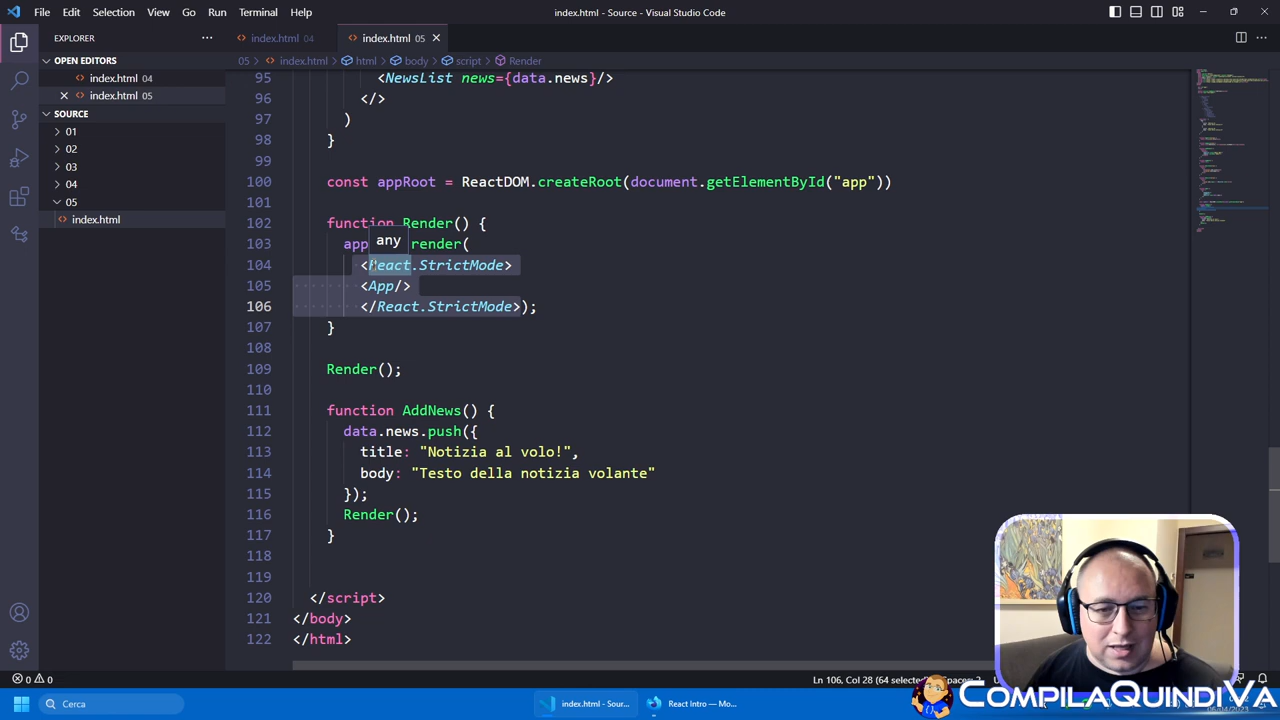 File Edit Selection View Go Run Terminal Help
index.html - Source - Visual Studio Code
EXPLORER
OPEN EDITORS
index.html 04
index.html 05
SOURCE
01
02
03
04
05
index.html
index.html 04
index.html 05
05 > index.html > html > body > script > Render
95 <NewsList news={data.news}/>
96 </>
97 )
98 }
99
100 const appRoot = ReactDOM.createRoot(document.getElementById("app"))
101
102 function Render() {
any
103 app render(
104 <React.StrictMode>
105 <App/>
106 </React.StrictMode>);
107 }
108
109 Render();
110
111 function AddNews() {
112 data.news.push({
113 title: "Notizia al volo!",
114 body: "Testo della notizia volante"
115 });
116 Render();
117 }
118
119
120 </script>
121 </body>
122 </html>
0 0
Ln 106, Col 28 (64 selected)
Cerca
index.html - Sour...
React Intro — Mo...
COMPILAQUINDIVA